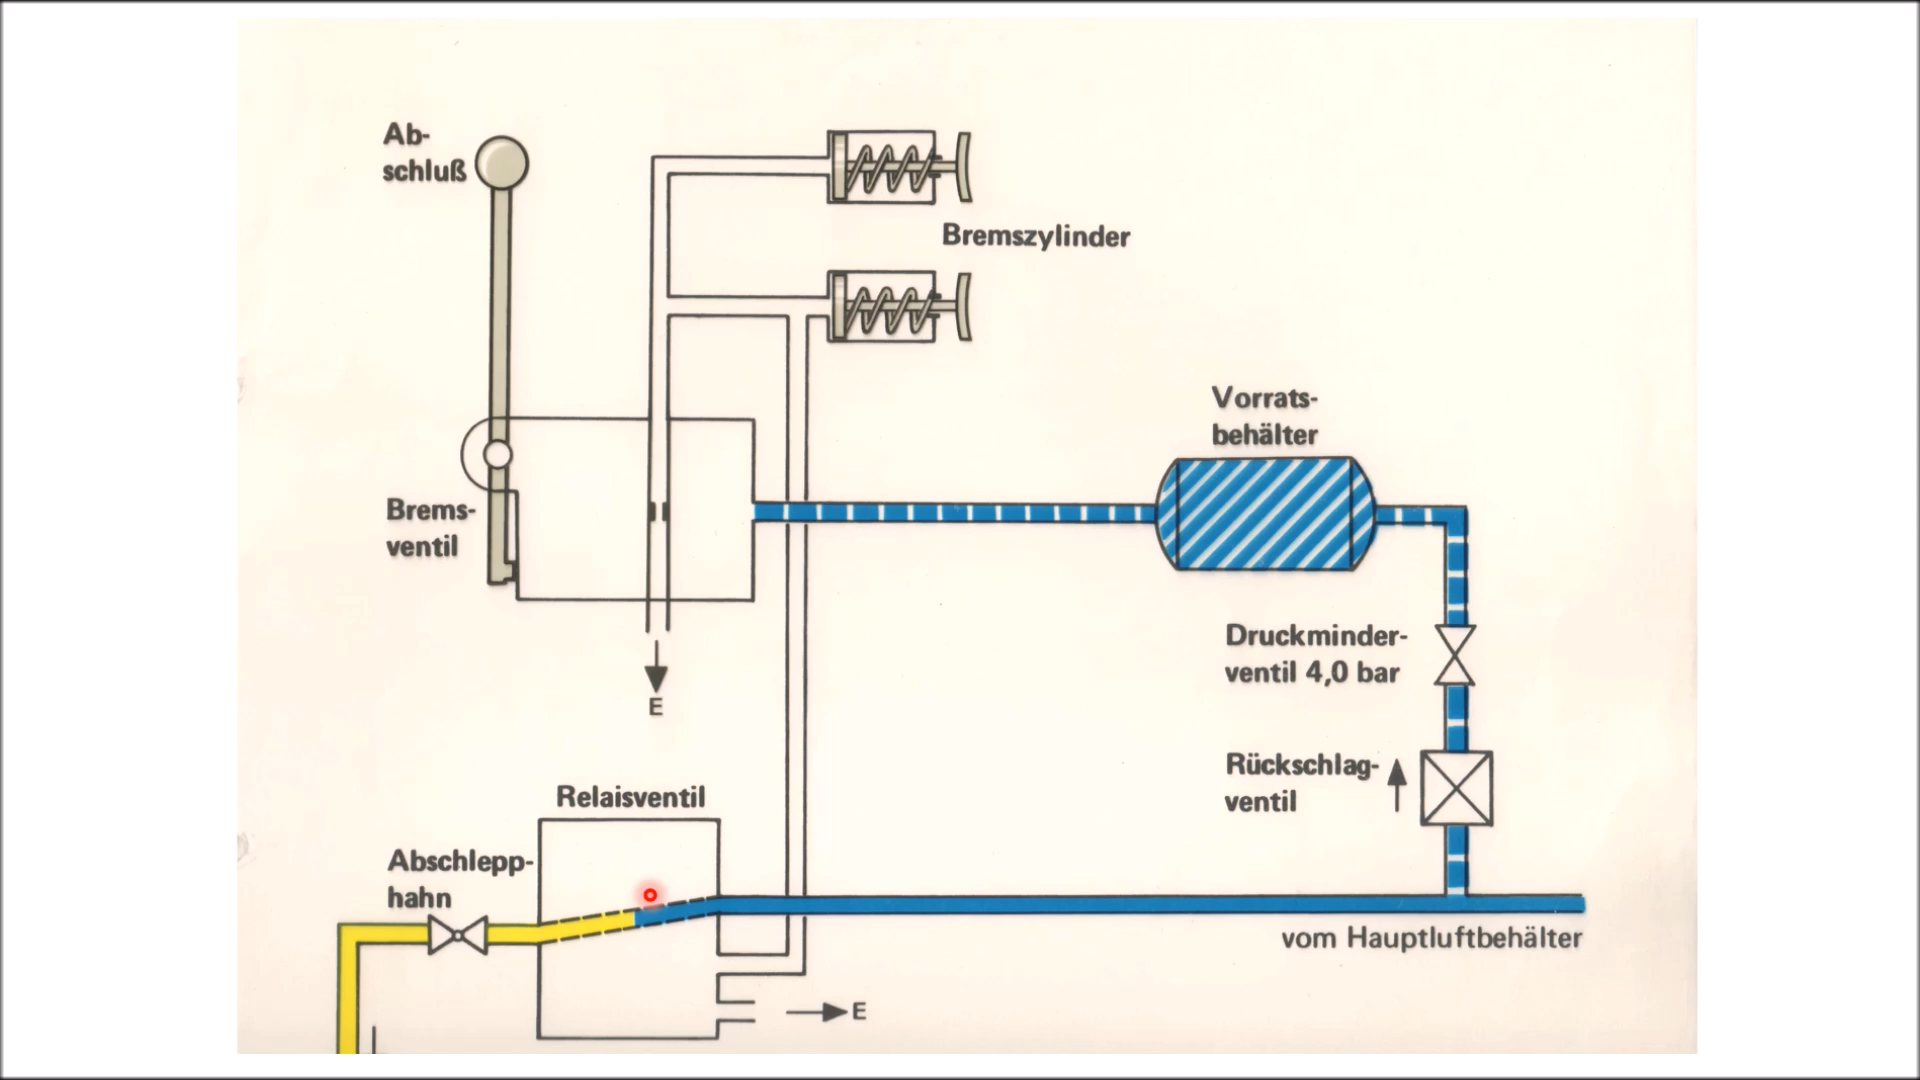 Ab-
schluß
Bremszylinder
Vorrats-
behälter
Brems-
ventil
Druckminder-
ventil 4,0 bar
E
Rückschlag-
ventil
Relaisventil
Abschlepp-
hahn
vom Hauptluftbehälter
E